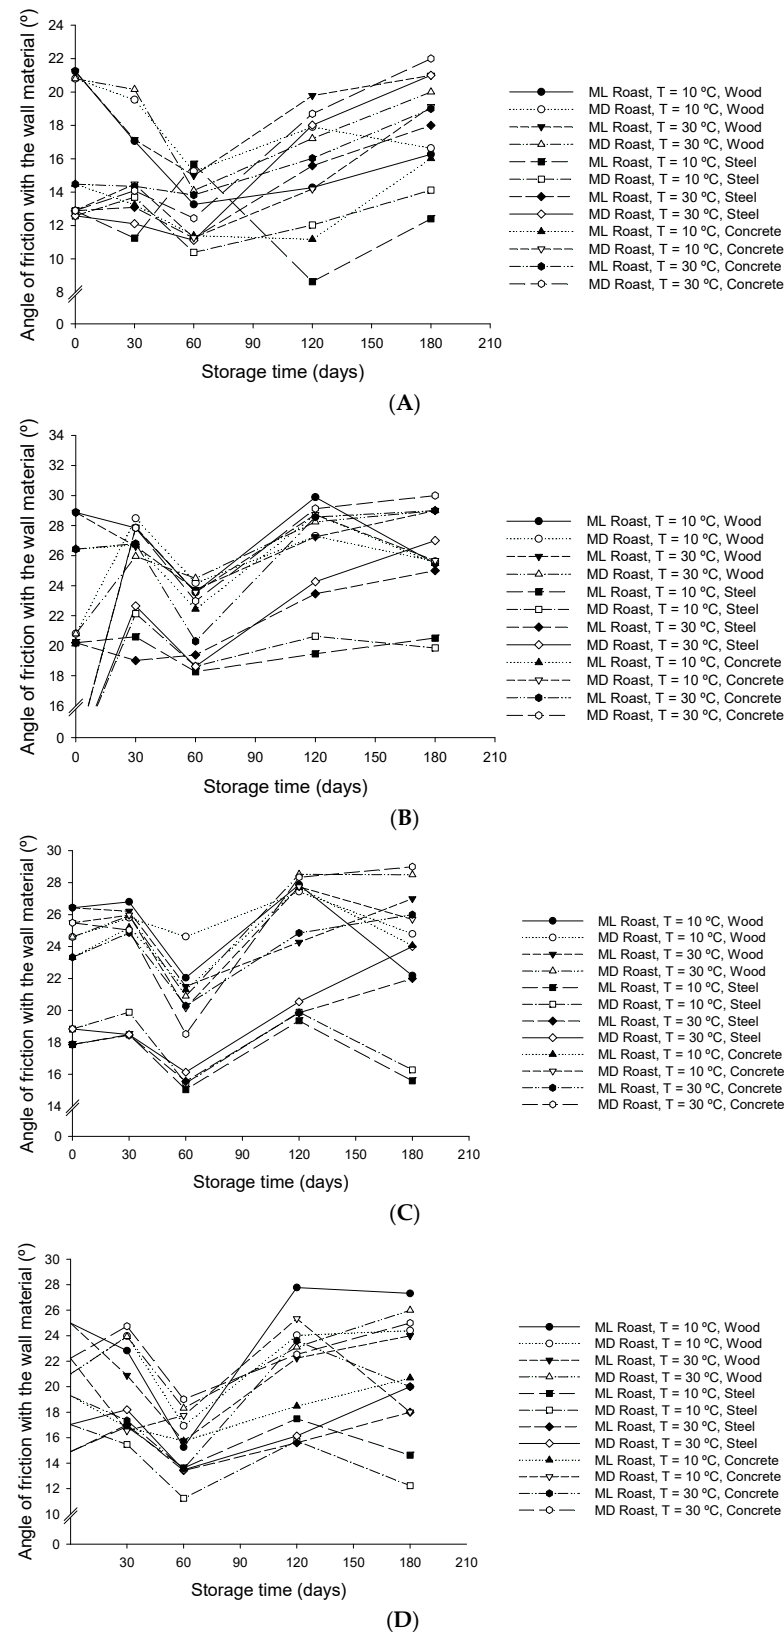 Angle of friction with the wall material (º)
24
22
20
18
16
14
12
10
8
0
0 30 60 90 120 150 180 210
Storage time (days)
ML Roast, T = 10 ºC, Wood
MD Roast, T = 10 ºC, Wood
ML Roast, T = 30 ºC, Wood
MD Roast, T = 30 ºC, Wood
ML Roast, T = 10 ºC, Steel
MD Roast, T = 10 ºC, Steel
ML Roast, T = 30 ºC, Steel
MD Roast, T = 30 ºC, Steel
ML Roast, T = 10 ºC, Concrete
MD Roast, T = 10 ºC, Concrete
ML Roast, T = 30 ºC, Concrete
MD Roast, T = 30 ºC, Concrete
(A)
Angle of friction with the wall material (º)
34
32
30
28
26
24
22
20
18
16
0
0 30 60 90 120 150 180 210
Storage time (days)
ML Roast, T = 10 ºC, Wood
MD Roast, T = 10 ºC, Wood
ML Roast, T = 30 ºC, Wood
MD Roast, T = 30 ºC, Wood
ML Roast, T = 10 ºC, Steel
MD Roast, T = 10 ºC, Steel
ML Roast, T = 30 ºC, Steel
MD Roast, T = 30 ºC, Steel
ML Roast, T = 10 ºC, Concrete
MD Roast, T = 10 ºC, Concrete
ML Roast, T = 30 ºC, Concrete
MD Roast, T = 30 ºC, Concrete
(B)
Angle of friction with the wall material (º)
30
28
26
24
22
20
18
16
14
0
0 30 60 90 120 150 180 210
Storage time (days)
ML Roast, T = 10 ºC, Wood
MD Roast, T = 10 ºC, Wood
ML Roast, T = 30 ºC, Wood
MD Roast, T = 30 ºC, Wood
ML Roast, T = 10 ºC, Steel
MD Roast, T = 10 ºC, Steel
ML Roast, T = 30 ºC, Steel
MD Roast, T = 30 ºC, Steel
ML Roast, T = 10 ºC, Concrete
MD Roast, T = 10 ºC, Concrete
ML Roast, T = 30 ºC, Concrete
MD Roast, T = 30 ºC, Concrete
(C)
Angle of friction with the wall material (º)
30
28
26
24
22
20
18
16
14
12
10
0
30 60 90 120 150 180 210
Storage time (days)
ML Roast, T = 10 ºC, Wood
MD Roast, T = 10 ºC, Wood
ML Roast, T = 30 ºC, Wood
MD Roast, T = 30 ºC, Wood
ML Roast, T = 10 ºC, Steel
MD Roast, T = 10 ºC, Steel
ML Roast, T = 30 ºC, Steel
MD Roast, T = 30 ºC, Steel
ML Roast, T = 10 ºC, Concrete
MD Roast, T = 10 ºC, Concrete
ML Roast, T = 30 ºC, Concrete
MD Roast, T = 30 ºC, Concrete
(D)